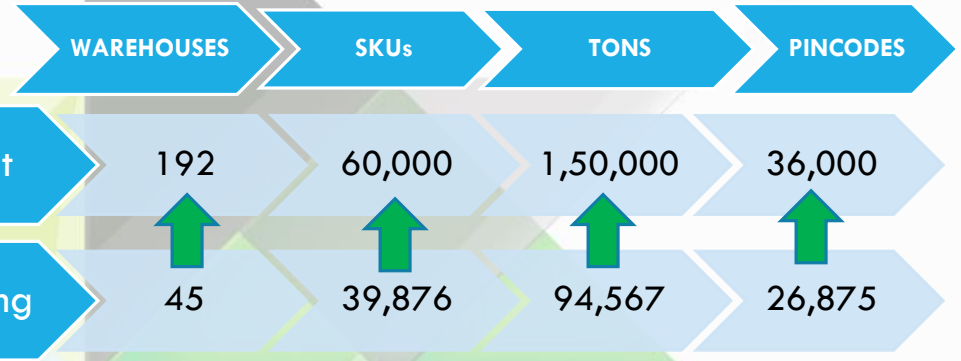 WAREHOUSES SKUs TONS PINCODES
t 192 60,000 1,50,000 36,000
ng 45 39,876 94,567 26,875